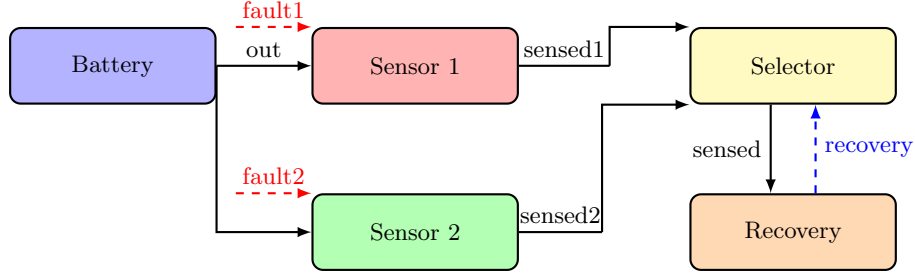 fault1
Battery
out
Sensor 1
sensed1
Selector
sensed
recovery
fault2
Sensor 2
sensed2
Recovery